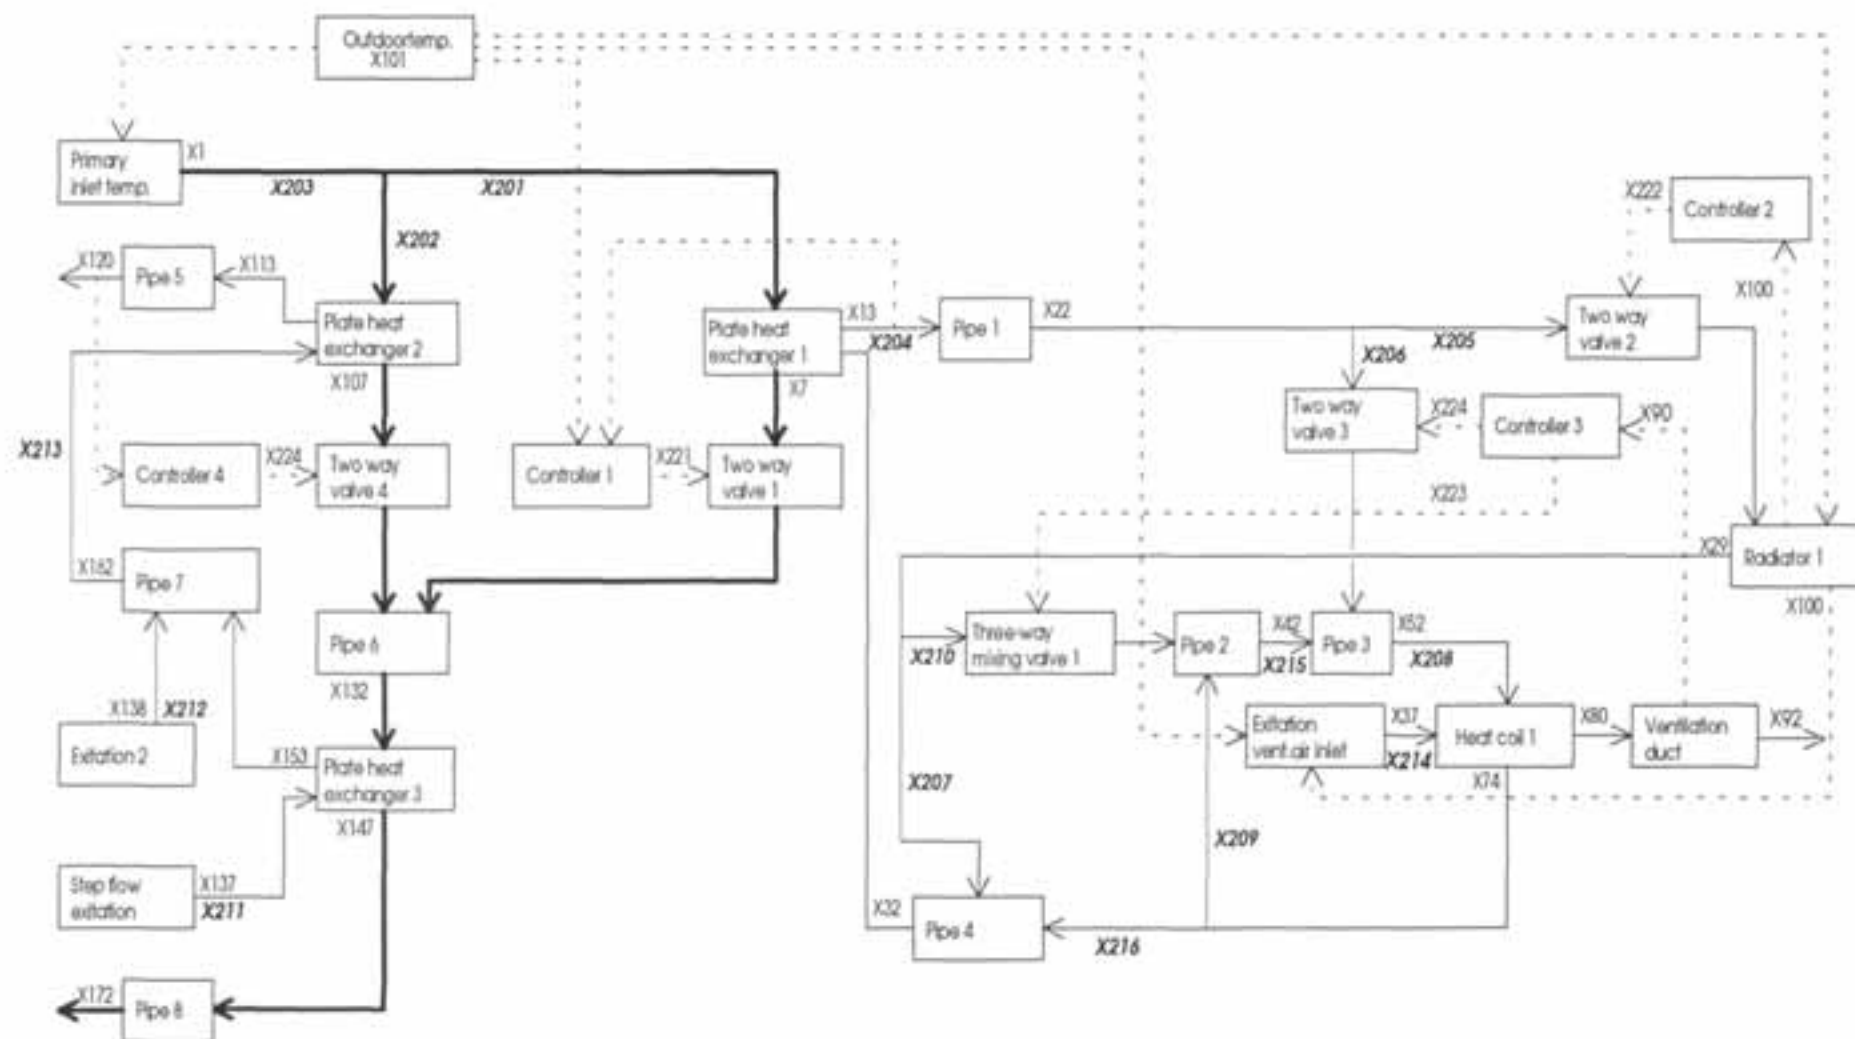 Outdoortemp.
X101
Primary
inlet temp.
X1
X203
X201
X202
X222
Controller 2
X120
Pipe 5
X113
Plate heat
exchanger 2
X107
Plate heat
exchanger 1
X13
X204
X7
Pipe 1
X22
X206
X205
Two way
valve 2
X100
X213
Controller 4
X224
Two way
valve 4
Controller 1
X221
Two way
valve 1
Two way
valve 3
X224
Controller 3
X90
X223
X162
Pipe 7
X29
Radiator 1
X100
Pipe 6
X132
X210
Three-way
mixing valve 1
Pipe 2
X42
X215
Pipe 3
X52
X208
X138
X212
Exitation 2
X153
Plate heat
exchanger 3
X147
Exitation
vent.air inlet
X37
X214
Heat coil 1
X74
X80
Ventilation
duct
X92
X207
X209
Step flow
exitation
X137
X211
X32
Pipe 4
X216
X172
Pipe 8